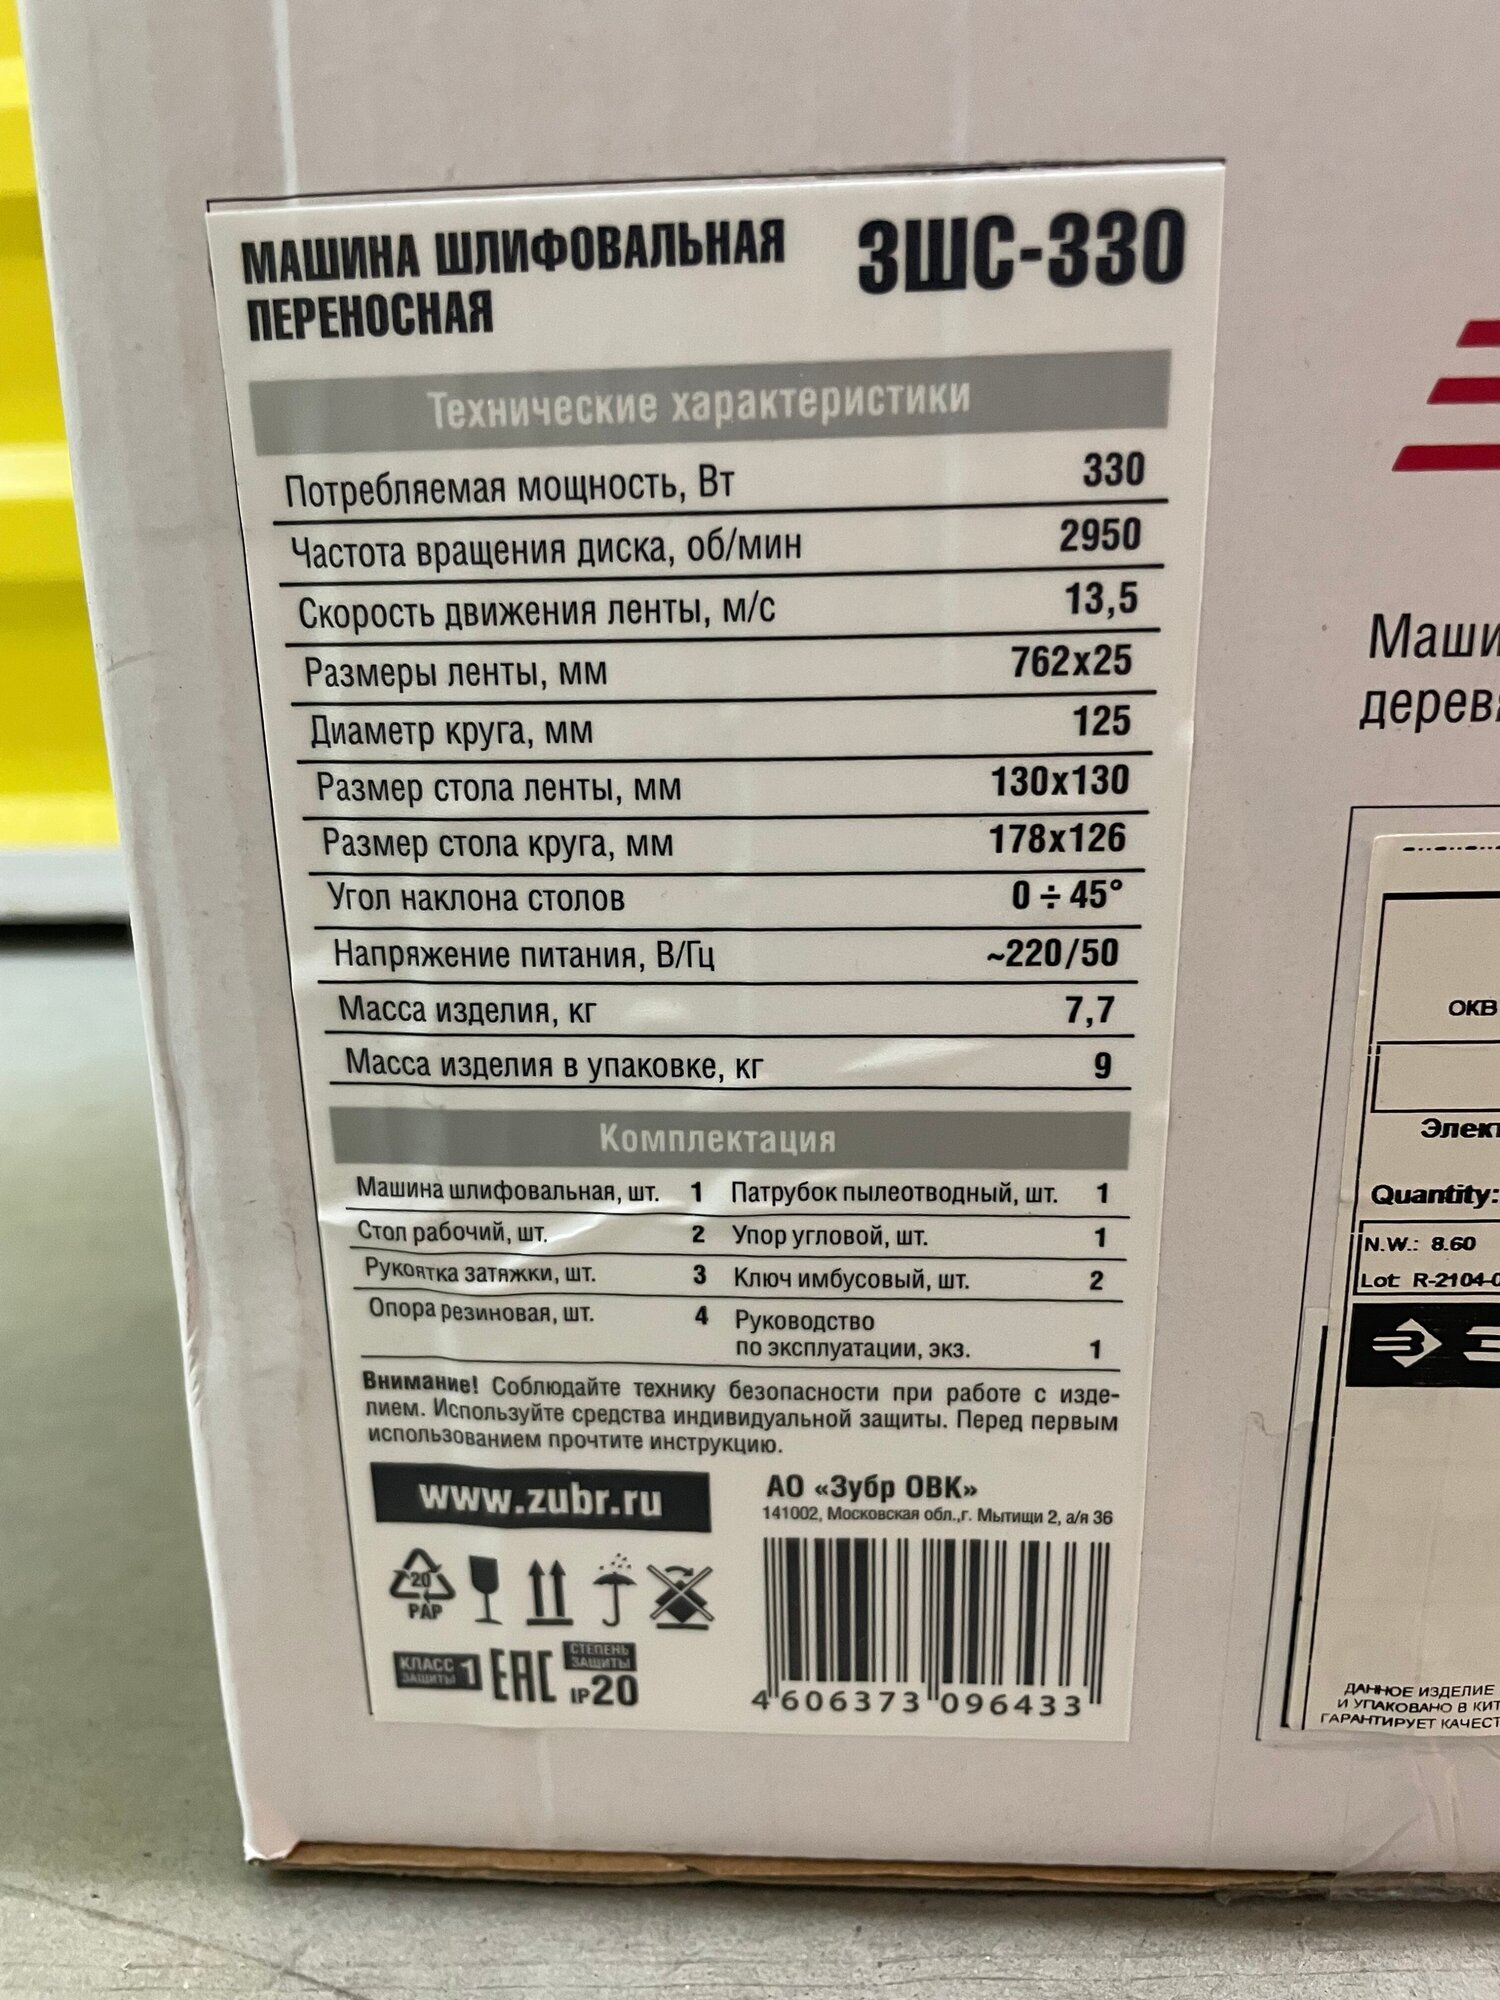 МАШИНА ШЛИФОВАЛЬНАЯ
ПЕРЕНОСНАЯ
ЗШС-330
Технические характеристики
Потребляемая мощность, Вт 330
Частота вращения диска, об/мин 2950
Скорость движения ленты, м/с 13,5
Размеры ленты, мм 762x25
Диаметр круга, мм 125
Размер стола ленты, мм 130x130
Размер стола круга, мм 178x126
Угол наклона столов 0 ÷ 45°
Напряжение питания, В/Гц ~220/50
Масса изделия, кг 7,7
Масса изделия в упаковке, кг 9
Комплектация
Машина шлифовальная, шт. 1 Патрубок пылеотводный, шт. 1
Стол рабочий, шт. 2 Упор угловой, шт. 1
Рукоятка затяжки, шт. 3 Ключ имбусовый, шт. 2
Опора резиновая, шт. 4 Руководство
по эксплуатации, экз. 1
Внимание! Соблюдайте технику безопасности при работе с изде-
лием. Используйте средства индивидуальной защиты. Перед первым
использованием прочтите инструкцию.
www.zubr.ru
АО «Зубр ОВК»
141002, Московская обл.,г. Мытищи 2, а/я 36
20
PAP
КЛАСС
ЗАЩИТЫ 1
EAC
СТЕПЕНЬ
ЗАЩИТЫ
IP20
4 606373 096433
Маши
дерев
ОКВ
Элект
Quantity:
N.W.: 8.60
Lot: R-2104-0
ДАННОЕ ИЗДЕЛИЕ
И УПАКОВАНО В КИТ
ГАРАНТИРУЕТ КАЧЕСТ